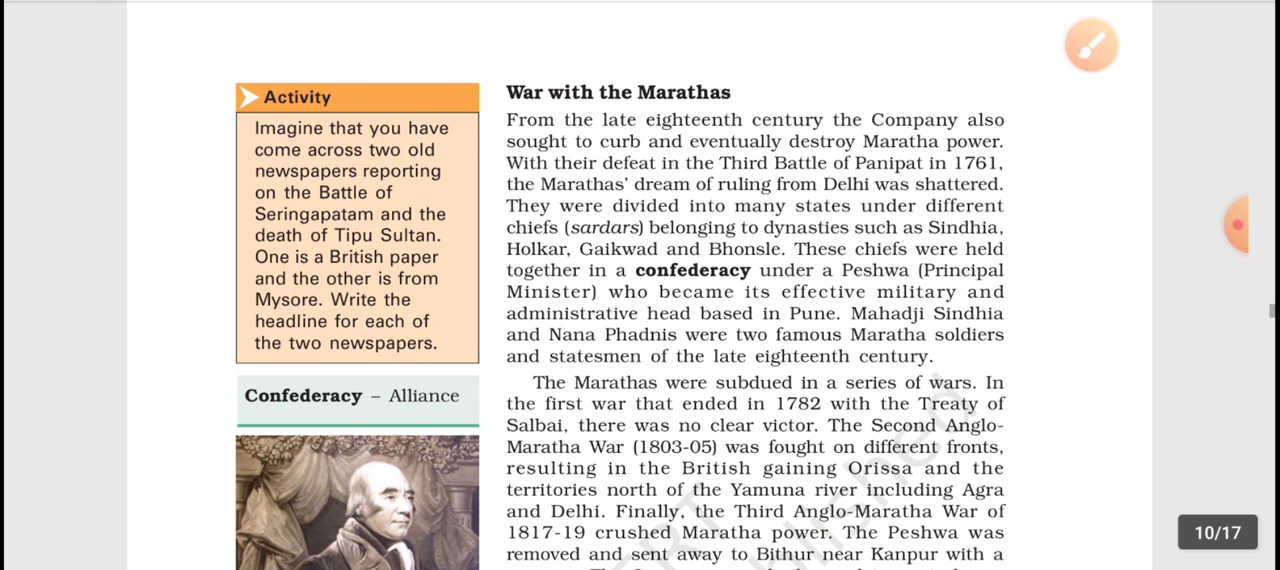 Activity
Imagine that you have
come across two old
newspapers reporting
on the Battle of
Seringapatam and the
death of Tipu Sultan.
One is a British paper
and the other is from
Mysore. Write the
headline for each of
the two newspapers.
Confederacy – Alliance
War with the Marathas
From the late eighteenth century the Company also
sought to curb and eventually destroy Maratha power.
With their defeat in the Third Battle of Panipat in 1761,
the Marathas' dream of ruling from Delhi was shattered.
They were divided into many states under different
chiefs (sardars) belonging to dynasties such as Sindhia,
Holkar, Gaikwad and Bhonsle. These chiefs were held
together in a confederacy under a Peshwa (Principal
Minister) who became its effective military and
administrative head based in Pune. Mahadji Sindhia
and Nana Phadnis were two famous Maratha soldiers
and statesmen of the late eighteenth century.
The Marathas were subdued in a series of wars. In
the first war that ended in 1782 with the Treaty of
Salbai, there was no clear victor. The Second Anglo-
Maratha War (1803-05) was fought on different fronts,
resulting in the British gaining Orissa and the
territories north of the Yamuna river including Agra
and Delhi. Finally, the Third Anglo-Maratha War of
1817-19 crushed Maratha power. The Peshwa was
removed and sent away to Bithur near Kanpur with a
10/17